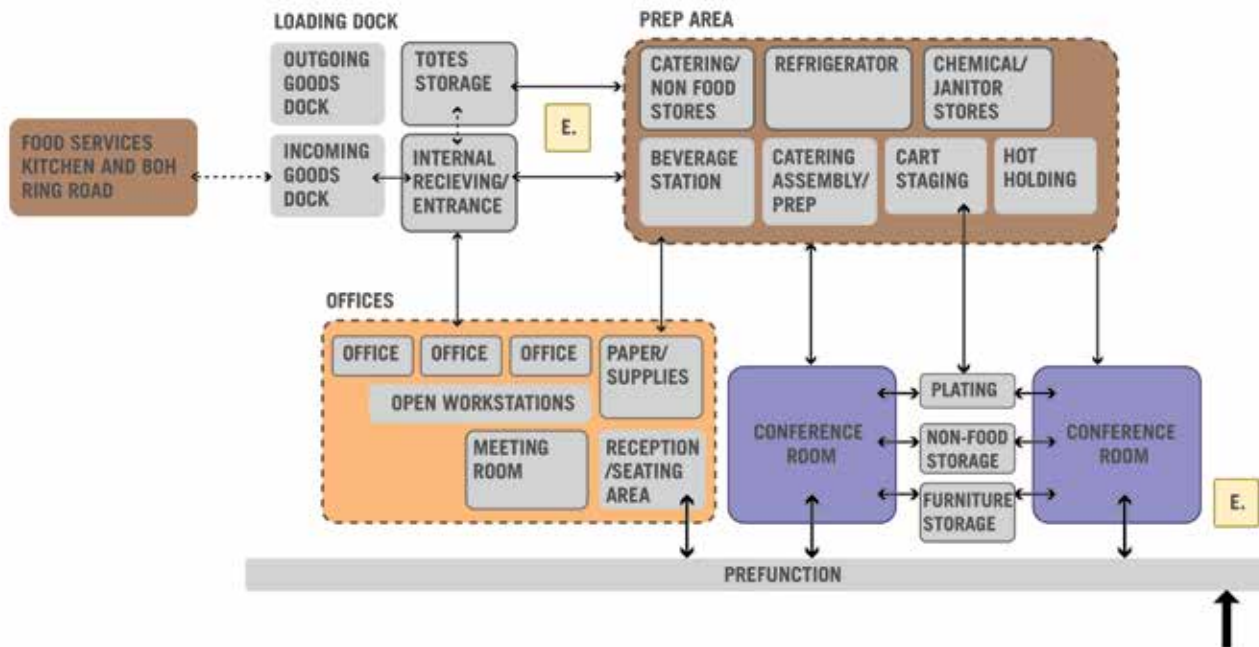 LOADING DOCK
PREP AREA
OUTGOING
GOODS
DOCK
TOTES
STORAGE
CATERING/
NON FOOD
STORES
REFRIGERATOR
CHEMICAL/
JANITOR
STORES
E.
FOOD SERVICES
KITCHEN AND BOH
RING ROAD
INCOMING
GOODS
DOCK
INTERNAL
RECIEVING/
ENTRANCE
BEVERAGE
STATION
CATERING
ASSEMBLY/
PREP
CART
STAGING
HOT
HOLDING
OFFICES
OFFICE
OFFICE
OFFICE
PAPER/
SUPPLIES
OPEN WORKSTATIONS
MEETING
ROOM
RECEPTION
/SEATING
AREA
CONFERENCE
ROOM
PLATING
NON-FOOD
STORAGE
FURNITURE
STORAGE
CONFERENCE
ROOM
E.
PREFUNCTION